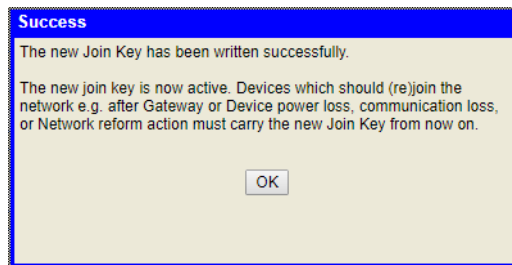 Success
The new Join Key has been written successfully.
The new join key is now active. Devices which should (re)join the
network e.g. after Gateway or Device power loss, communication loss,
or Network reform action must carry the new Join Key from now on.
OK